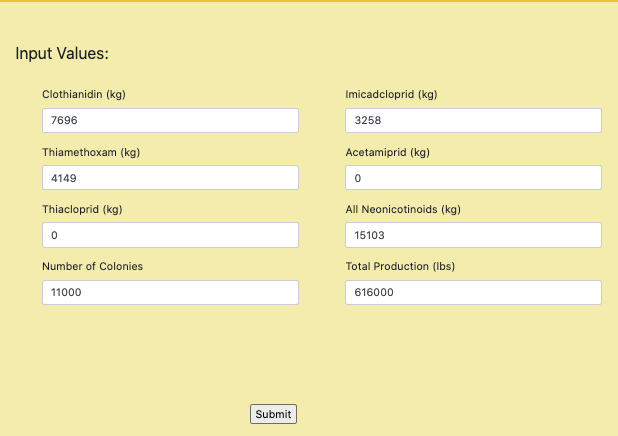 Input Values:
Clothianidin (kg)
Imicadcloprid (kg)
7696
3258
Thiamethoxam (kg)
Acetamiprid (kg)
4149
0
Thiacloprid (kg)
All Neonicotinoids (kg)
0
15103
Number of Colonies
Total Production (lbs)
11000
616000
Submit